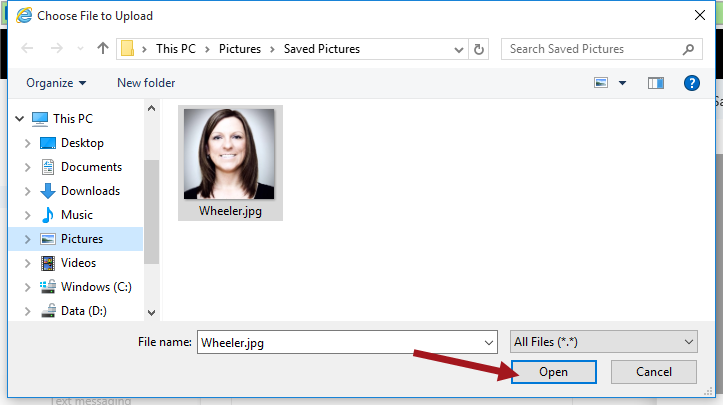 Choose File to Upload
This PC > Pictures > Saved Pictures
Search Saved Pictures
Organize
New folder
This PC
Desktop
Documents
Downloads
Music
Pictures
Videos
Windows (C:)
Data (D:)
Wheeler.jpg
File name: Wheeler.jpg
All Files (*.*)
Open
Cancel
Text messaging